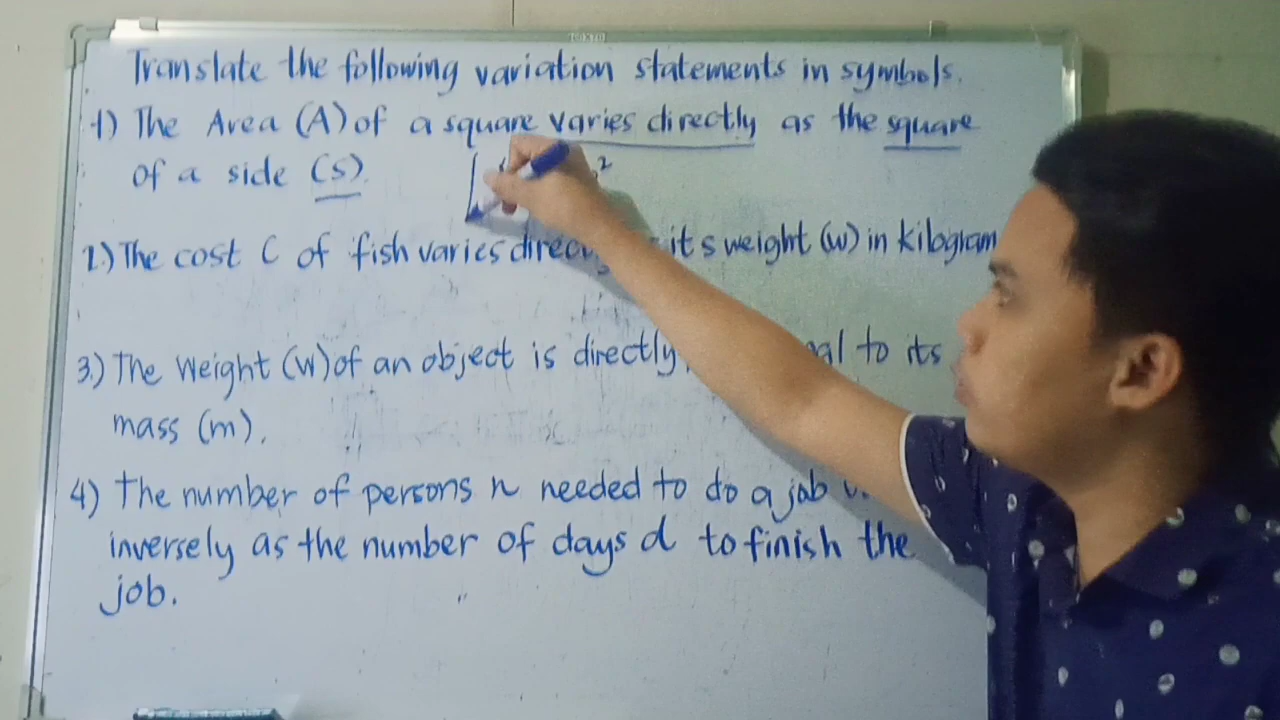 Translate the following variation statements in symbols.
1) The Area (A) of a square varies directly as the square
of a side (s).
2
2.) The cost C of fish varies its weight (w) in kilogram
3.) The Weight (w) of an object is directly to its
mass (m).
4) The number of persons n needed to do a job
inversely as the number of days d to finish the
job.